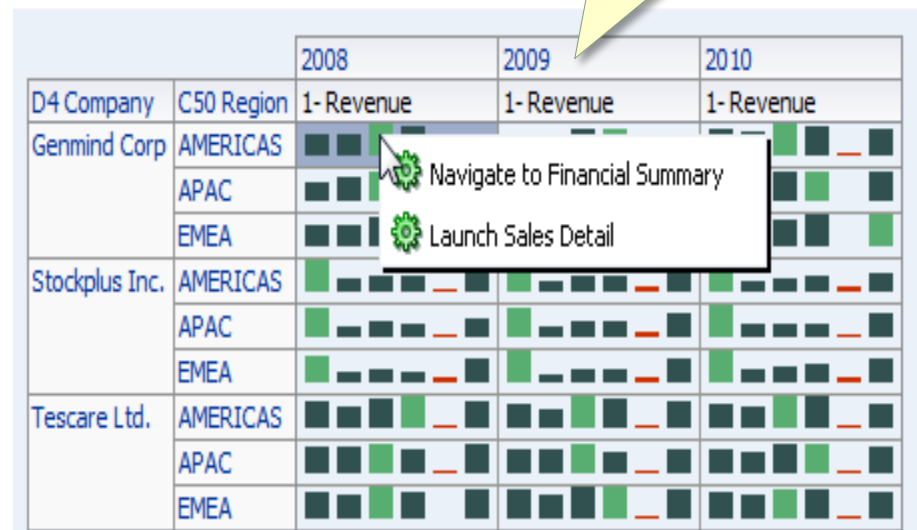 2008 2009 2010
D4 Company C50 Region 1- Revenue 1- Revenue 1- Revenue
Genmind Corp AMERICAS
Navigate to Financial Summary
APAC
Launch Sales Detail
EMEA
Stockplus Inc. AMERICAS
APAC
EMEA
Tescare Ltd. AMERICAS
APAC
EMEA